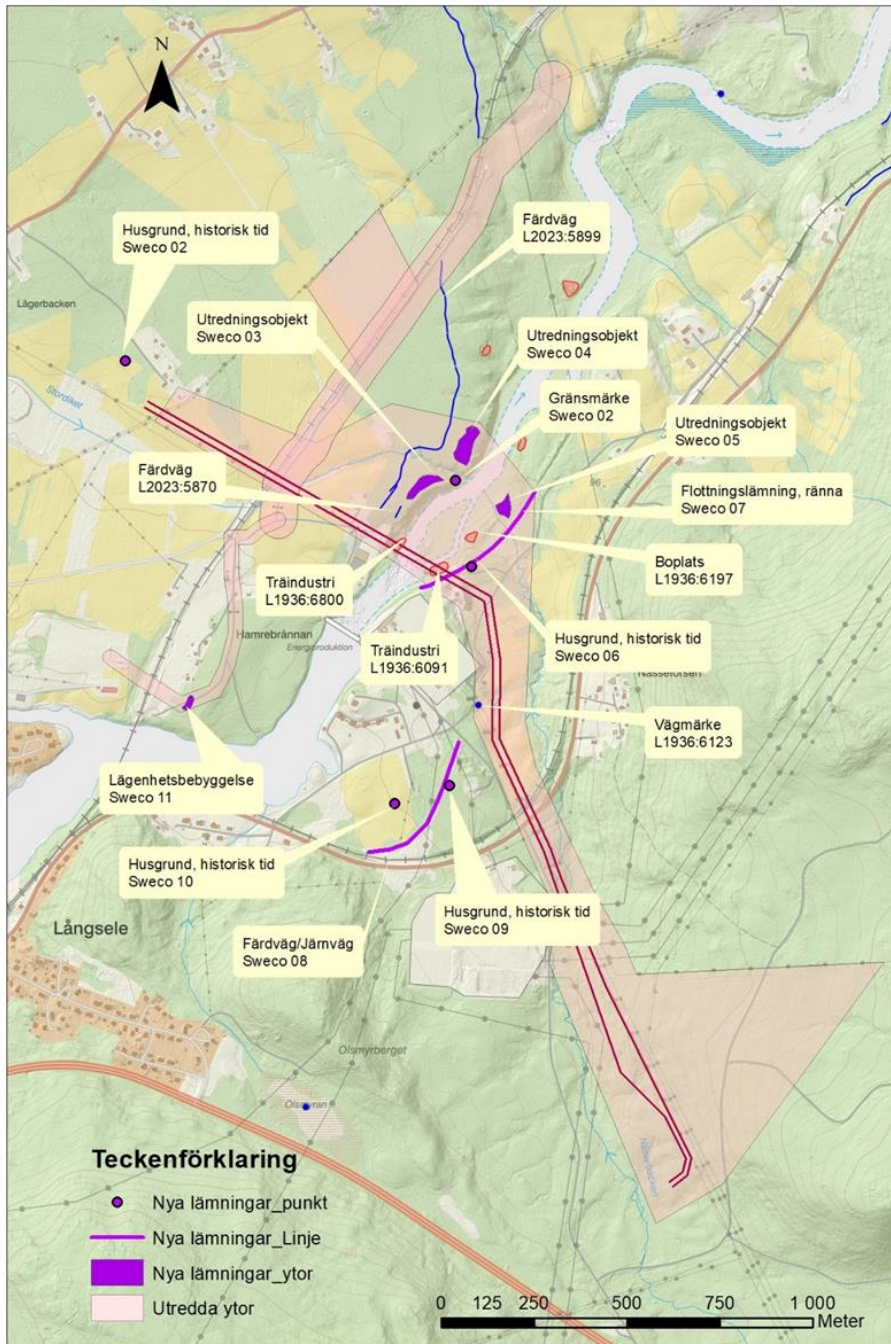 N
Husgrund, historisk tid
Sweco 02
Färdväg
L2023:5899
Lägerbacken
Utredningsobjekt
Sweco 03
Utredningsobjekt
Sweco 04
Gränsmärke
Sweco 02
Stordiket
Utredningsobjekt
Sweco 05
Färdväg
L2023:5870
Flottningslämning, ränna
Sweco 07
Boplats
L1936:6197
Träindustri
L1936:6800
Hamrebrännan
Energiproduktion
Träindustri
L1936:6091
Husgrund, historisk tid
Sweco 06
Vägmärke
L1936:6123
Lägenhetsbebyggelse
Sweco 11
Husgrund, historisk tid
Sweco 10
Husgrund, historisk tid
Sweco 09
Långsele
Färdväg/Järnväg
Sweco 08
Olsmyrberget
Teckenförklaring
Nya lämningar_punkt
Nya lämningar_Linje
Nya lämningar_ytor
Utredda ytor
0 125 250 500 750 1 000
Meter